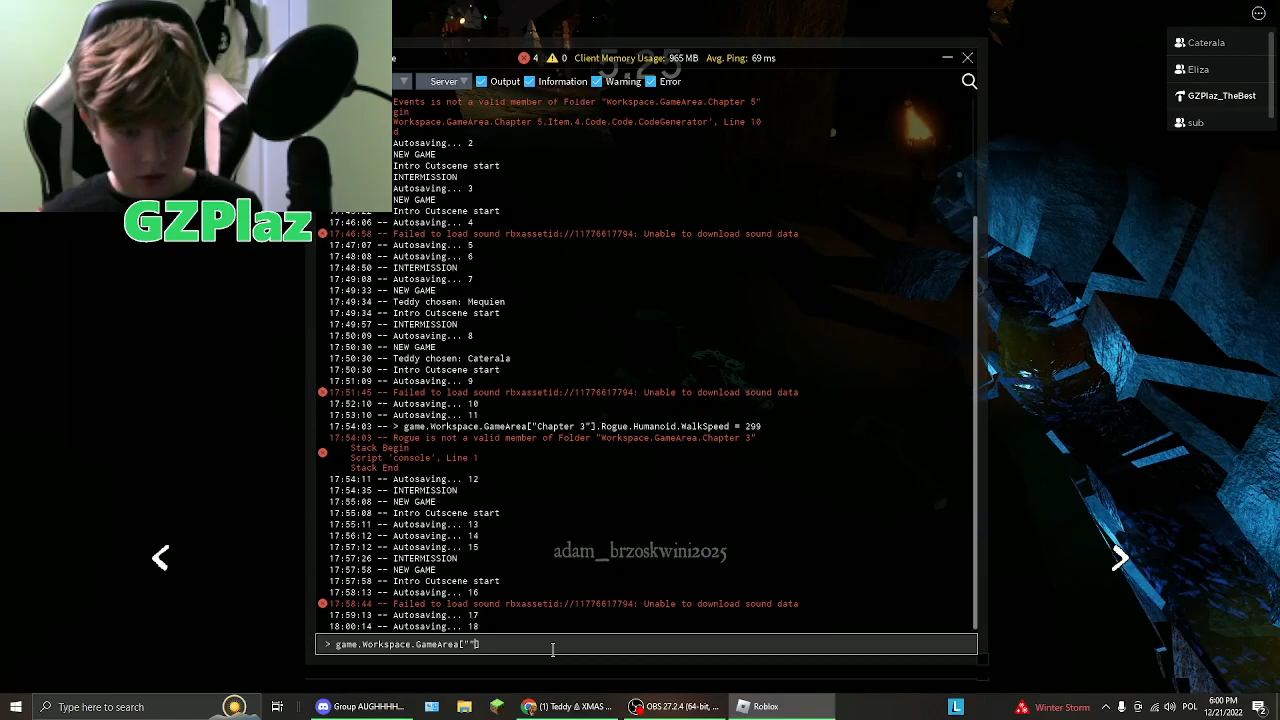 5.25
e
4
0
Client Memory Usage: 965 MB
Avg. Ping: 69 ms
Caterala
Eliza
GZPlaz_TheBest
sub
Server
Output
Information
Warning
Error
Events is not a valid member of Folder "Workspace.GameArea.Chapter 5"
gin
Workspace.GameArea.Chapter 5.Item.4.Code.Code.CodeGenerator', Line 10
d
Autosaving... 2
NEW GAME
Intro Cutscene start
INTERMISSION
Autosaving... 3
NEW GAME
Intro Cutscene start
GZPlaz
17:46:06 -- Autosaving... 4
17:46:58 -- Failed to load sound rbxassetid://11776617794: Unable to download sound data
17:47:07 -- Autosaving... 5
17:48:08 -- Autosaving... 6
17:48:50 -- INTERMISSION
17:49:08 -- Autosaving... 7
17:49:33 -- NEW GAME
17:49:34 -- Teddy chosen: Mequien
17:49:34 -- Intro Cutscene start
17:49:57 -- INTERMISSION
17:50:09 -- Autosaving... 8
17:50:30 -- NEW GAME
17:50:30 -- Teddy chosen: Caterala
17:50:30 -- Intro Cutscene start
17:51:09 -- Autosaving... 9
17:51:45 -- Failed to load sound rbxassetid://11776617794: Unable to download sound data
17:52:10 -- Autosaving... 10
17:53:10 -- Autosaving... 11
17:54:03 -- > game.Workspace.GameArea["Chapter 3"].Rogue.Humanoid.WalkSpeed = 299
17:54:03 -- Rogue is not a valid member of Folder "Workspace.GameArea.Chapter 3"
Stack Begin
Script 'console', Line 1
Stack End
17:54:11 -- Autosaving... 12
17:54:35 -- INTERMISSION
17:55:08 -- NEW GAME
17:55:08 -- Intro Cutscene start
17:55:11 -- Autosaving... 13
17:56:12 -- Autosaving... 14
17:57:12 -- Autosaving... 15
17:57:26 -- INTERMISSION
17:57:58 -- NEW GAME
17:57:58 -- Intro Cutscene start
17:58:13 -- Autosaving... 16
17:58:44 -- Failed to load sound rbxassetid://11776617794: Unable to download sound data
17:59:13 -- Autosaving... 17
18:00:14 -- Autosaving... 18
adam_brzoskwini2025
> game.Workspace.GameArea[""]
Type here to search
Group AUGHHHHH...
(1) Teddy & XMAS ...
OBS 27.2.4 (64-bit, ...
Roblox
L
Winter Storm
POL
6:00 PM
12/21/2022